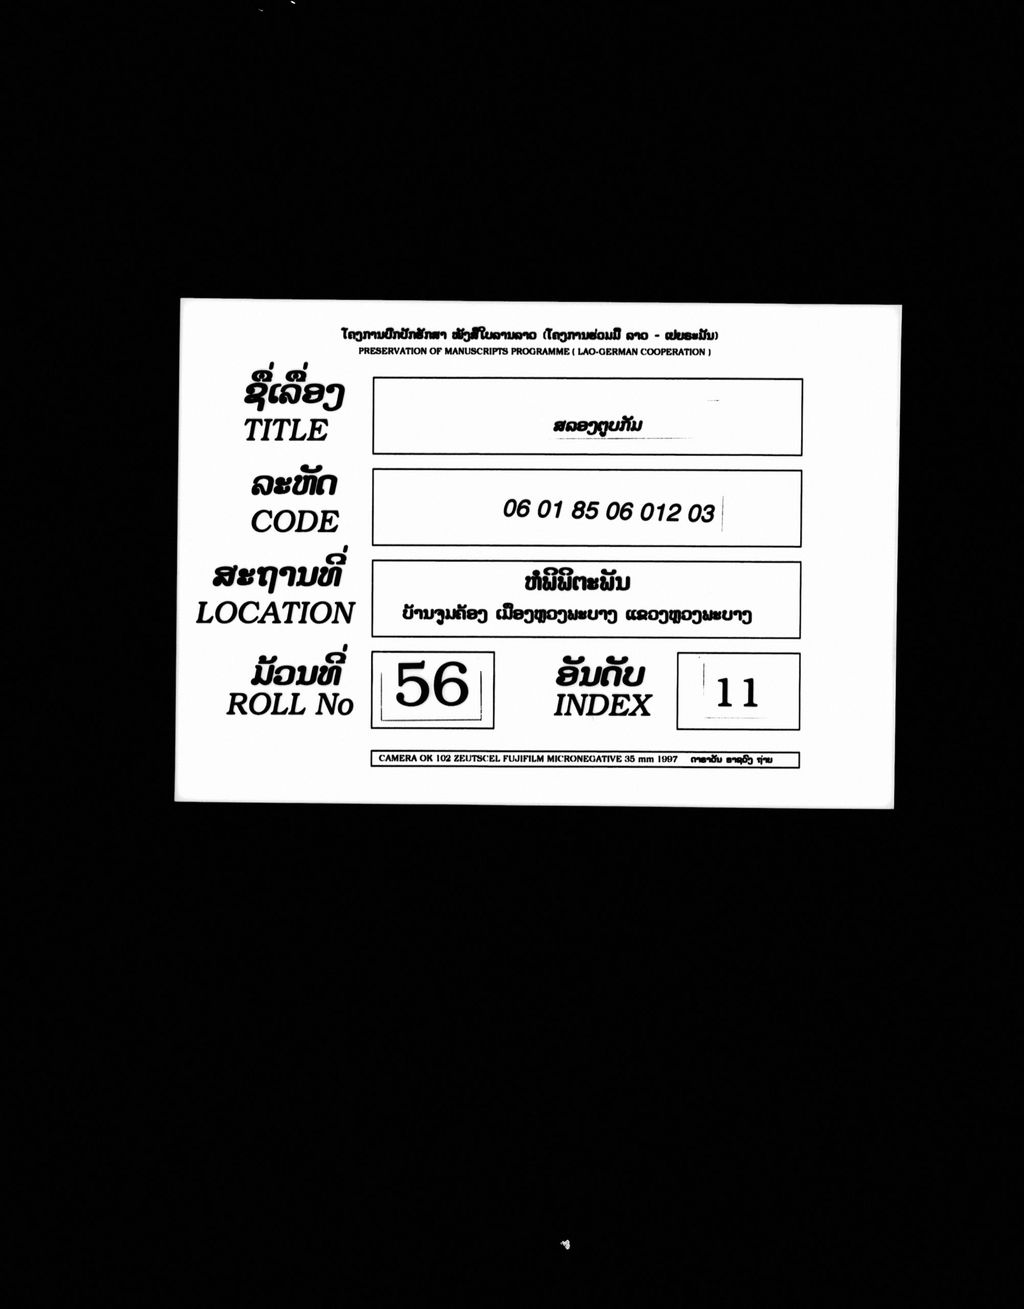 ໂຄງການປົກປັກຮັກສາ ໜັງສືໃບລານລາວ (ໂຄງການຮ່ວມມື ລາວ - ເຢຍຣະມັນ)
PRESERVATION OF MANUSCRIPTS PROGRAMME ( LAO-GERMAN COOPERATION )
ຊື່ເລື່ອງ
TITLE
ສລອງຕູບກັມ
ລະຫັດ
CODE
06 01 85 06 012 03
ສະຖານທີ່
LOCATION
ຫໍພິພິຕະພັນ
ບ້ານຈູມຄ້ອງ ເມືອງຫຼວງພະບາງ ແຂວງຫຼວງພະບາງ
ມ້ວນທີ່
ROLL No
56
ອັນດັບ
INDEX
11
CAMERA OK 102 ZEUTSCEL FUJIFILM MICRONEGATIVE 35 mm 1997 ຖ່າຍ